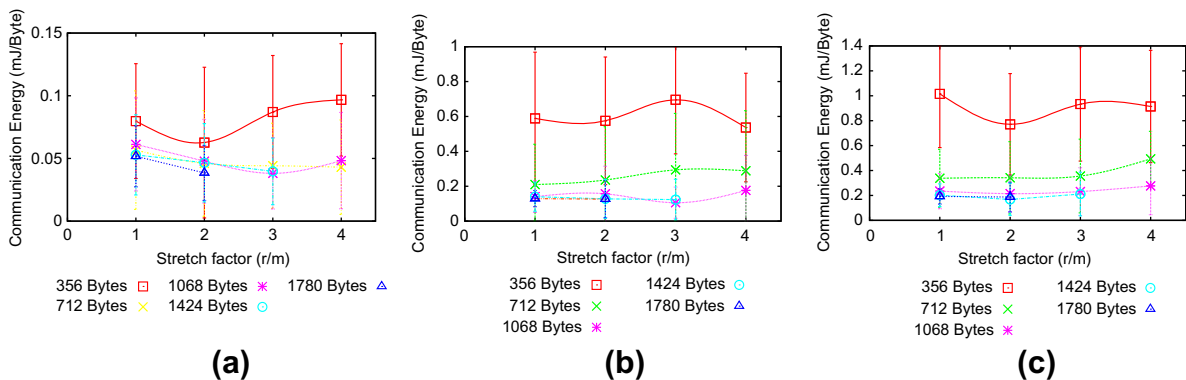 Communication Energy (mJ/Byte)
0.15
0.1
0.05
0
0 1 2 3 4
Stretch factor (r/m)
356 Bytes 1068 Bytes 1780 Bytes
712 Bytes 1424 Bytes
(a)
Communication Energy (mJ/Byte)
1
0.8
0.6
0.4
0.2
0
0 1 2 3 4
Stretch factor (r/m)
356 Bytes 1424 Bytes
712 Bytes 1780 Bytes
1068 Bytes
(b)
Communication Energy (mJ/Byte)
1.4
1.2
1
0.8
0.6
0.4
0.2
0
0 1 2 3 4
Stretch factor (r/m)
356 Bytes 1424 Bytes
712 Bytes 1780 Bytes
1068 Bytes
(c)